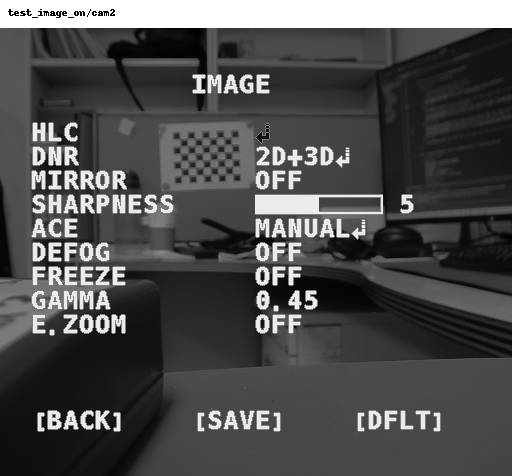 test_image_on/cam2
IMAGE
HLC ↲
DNR 2D+3D↲
MIRROR OFF
SHARPNESS 5
ACE MANUAL↲
DEFOG OFF
FREEZE OFF
GAMMA 0.45
E.ZOOM OFF
[BACK] [SAVE] [DFLT]